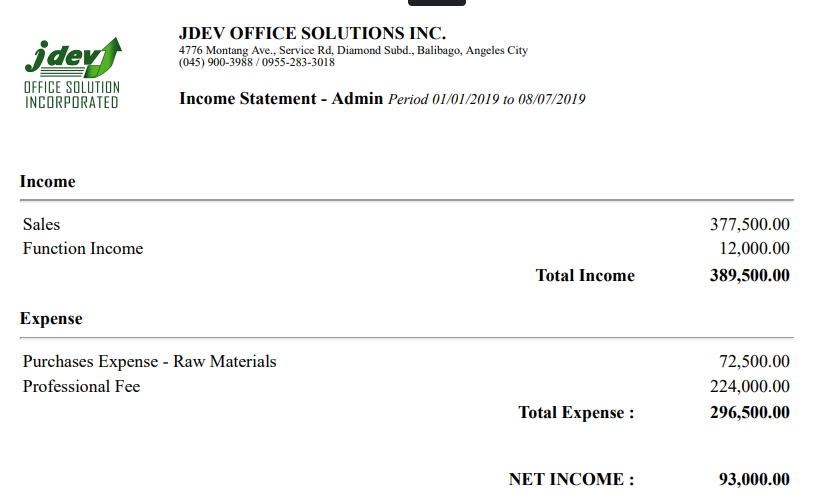 jdev
OFFICE SOLUTION
INCORPORATED
JDEV OFFICE SOLUTIONS INC.
4776 Montang Ave., Service Rd, Diamond Subd., Balibago, Angeles City
(045) 900-3988 / 0955-283-3018
Income Statement - Admin Period 01/01/2019 to 08/07/2019
Income
Sales 377,500.00
Function Income 12,000.00
Total Income 389,500.00
Expense
Purchases Expense - Raw Materials 72,500.00
Professional Fee 224,000.00
Total Expense : 296,500.00
NET INCOME : 93,000.00